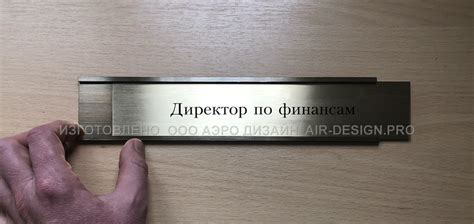 Директор по финансам
ИЗГОТОВЛЕНО ООО АЭРО ДИЗАЙН AIR-DESIGN.PRO